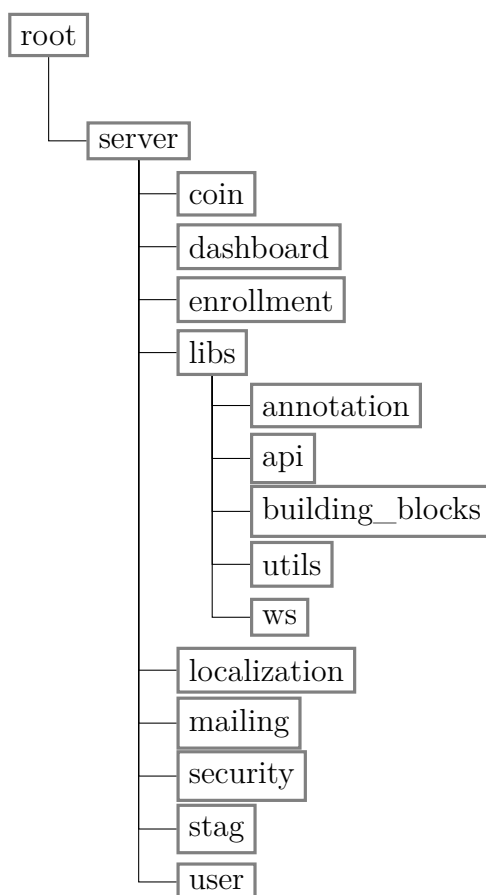 root
server
coin
dashboard
enrollment
libs
annotation
api
building_blocks
utils
ws
localization
mailing
security
stag
user